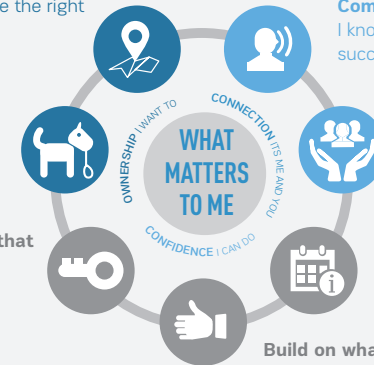 e the right
Com
I kno
succ
OWNERSHIP I WANT TO
CONNECTION ITS ME AND YOU
WHAT
MATTERS
TO ME
CONFIDENCE I CAN DO
that
i
Build on wha